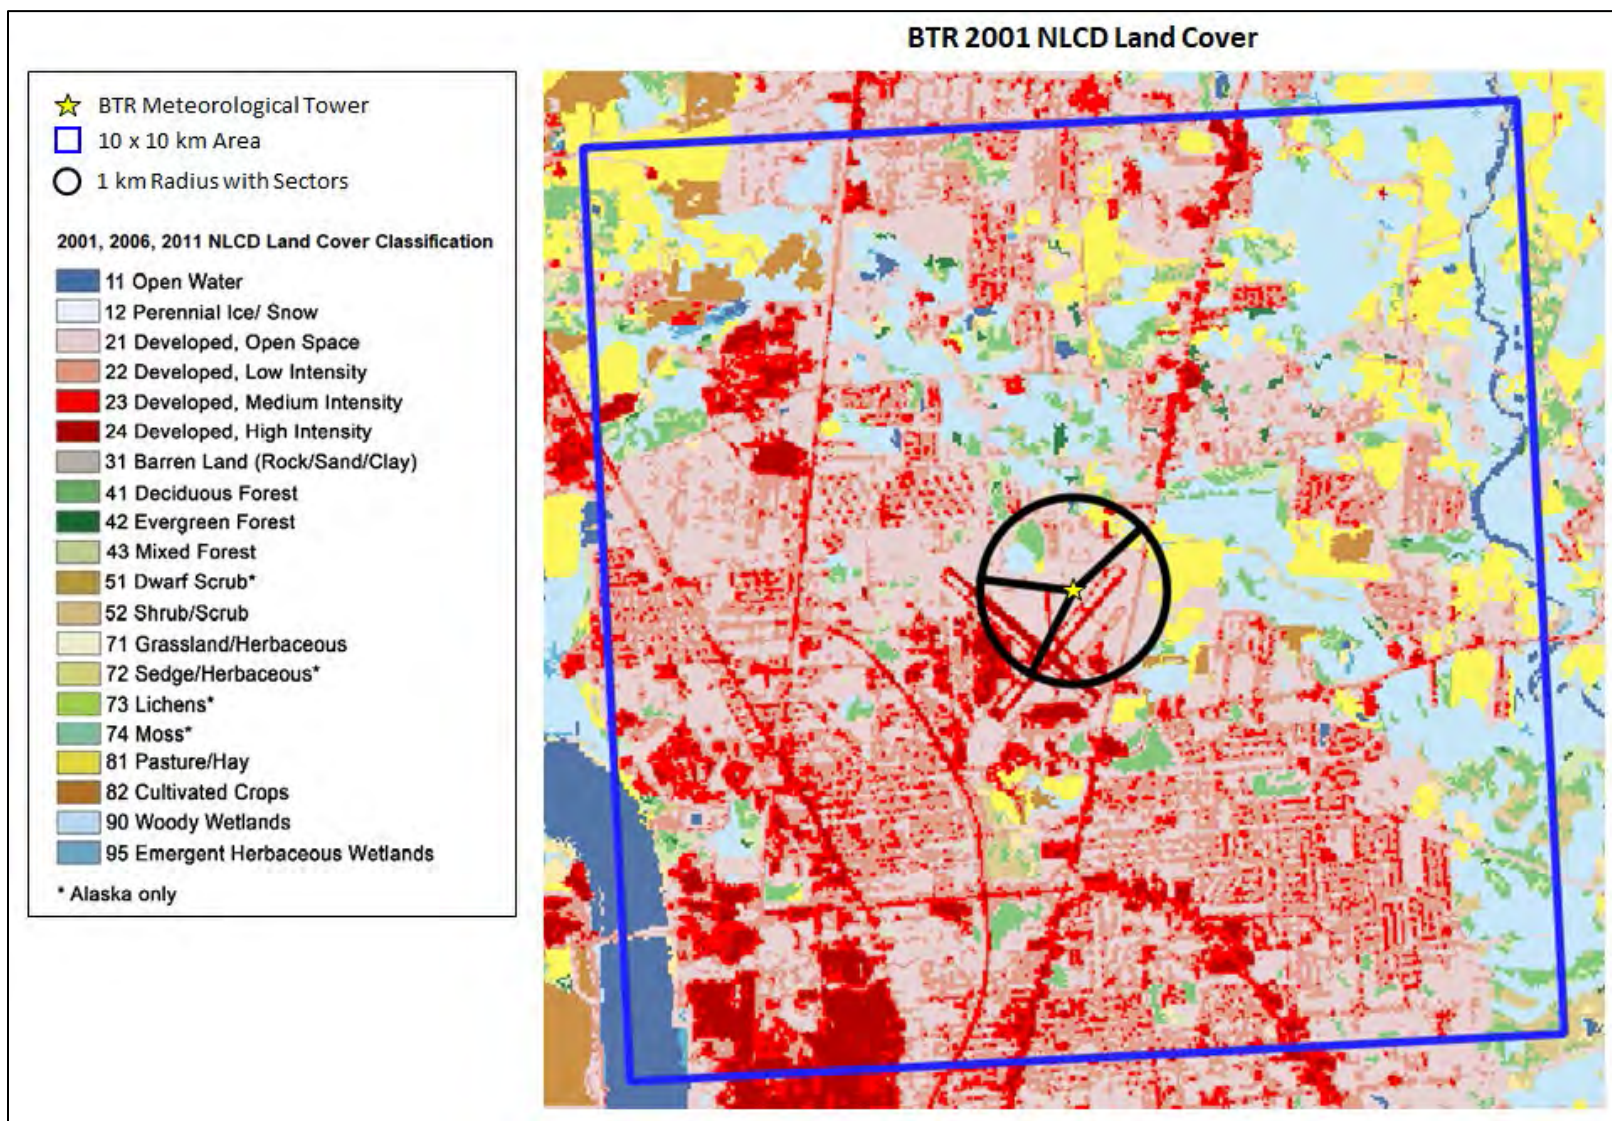 BTR 2001 NLCD Land Cover
BTR Meteorological Tower
10 x 10 km Area
1 km Radius with Sectors
2001, 2006, 2011 NLCD Land Cover Classification
11 Open Water
12 Perennial Ice/ Snow
21 Developed, Open Space
22 Developed, Low Intensity
23 Developed, Medium Intensity
24 Developed, High Intensity
31 Barren Land (Rock/Sand/Clay)
41 Deciduous Forest
42 Evergreen Forest
43 Mixed Forest
51 Dwarf Scrub*
52 Shrub/Scrub
71 Grassland/Herbaceous
72 Sedge/Herbaceous*
73 Lichens*
74 Moss*
81 Pasture/Hay
82 Cultivated Crops
90 Woody Wetlands
95 Emergent Herbaceous Wetlands
* Alaska only